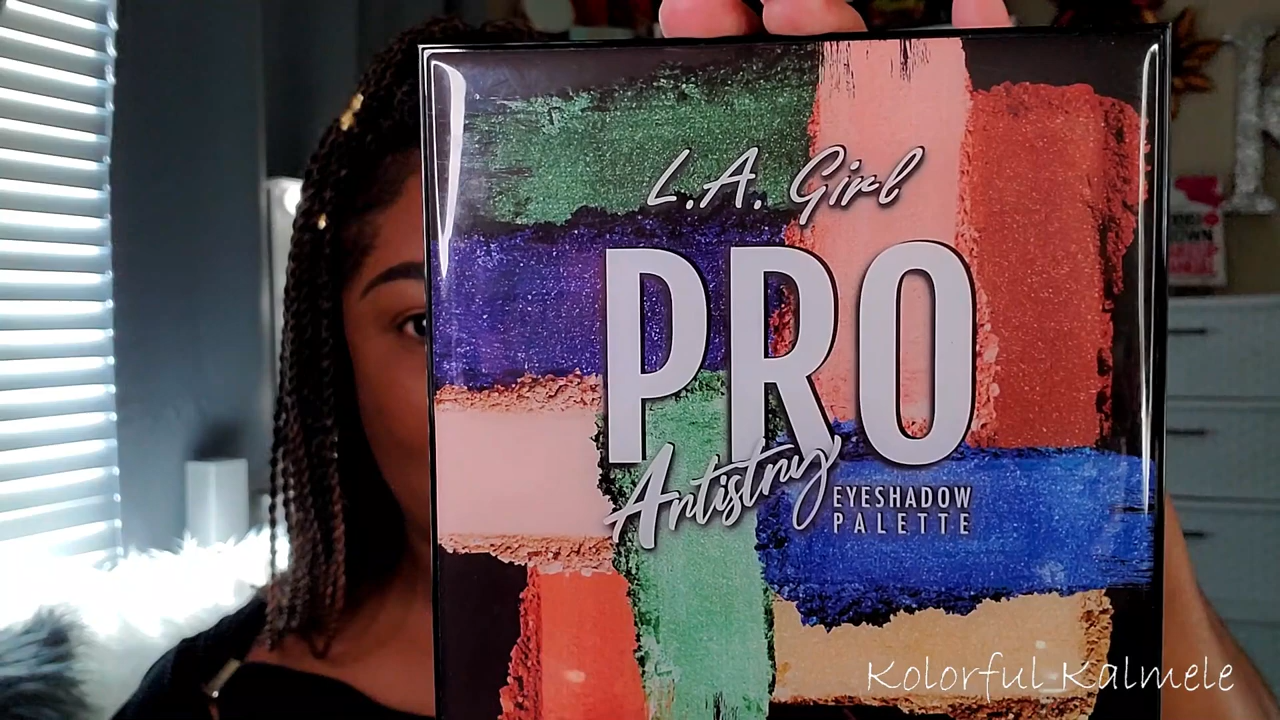 L.A. Girl
PRO
Artistry
EYESHADOW
PALETTE
Kolorful Kalmele